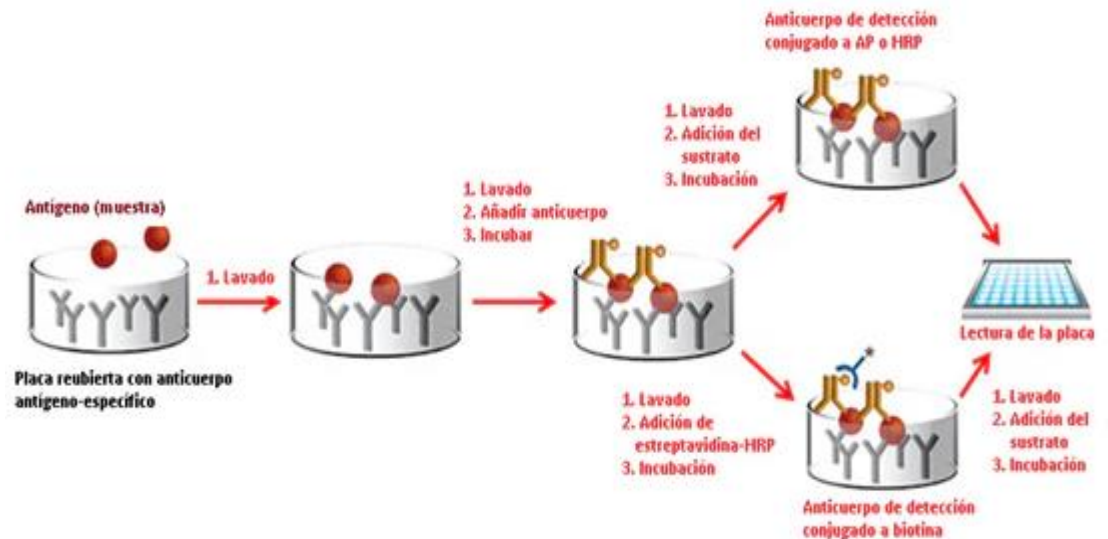 Antígeno (muestra)
1. Lavado
Placa reubierta con anticuerpo
antígeno-específico
1. Lavado
2. Añadir anticuerpo
3. Incubar
1. Lavado
2. Adición del
sustrato
3. Incubación
Anticuerpo de detección
conjugado a AP o HRP
1. Lavado
2. Adición de
estreptavidina-HRP
3. Incubación
Anticuerpo de detección
conjugado a biotina
1. Lavado
2. Adición del
sustrato
3. Incubación
Lectura de la placa